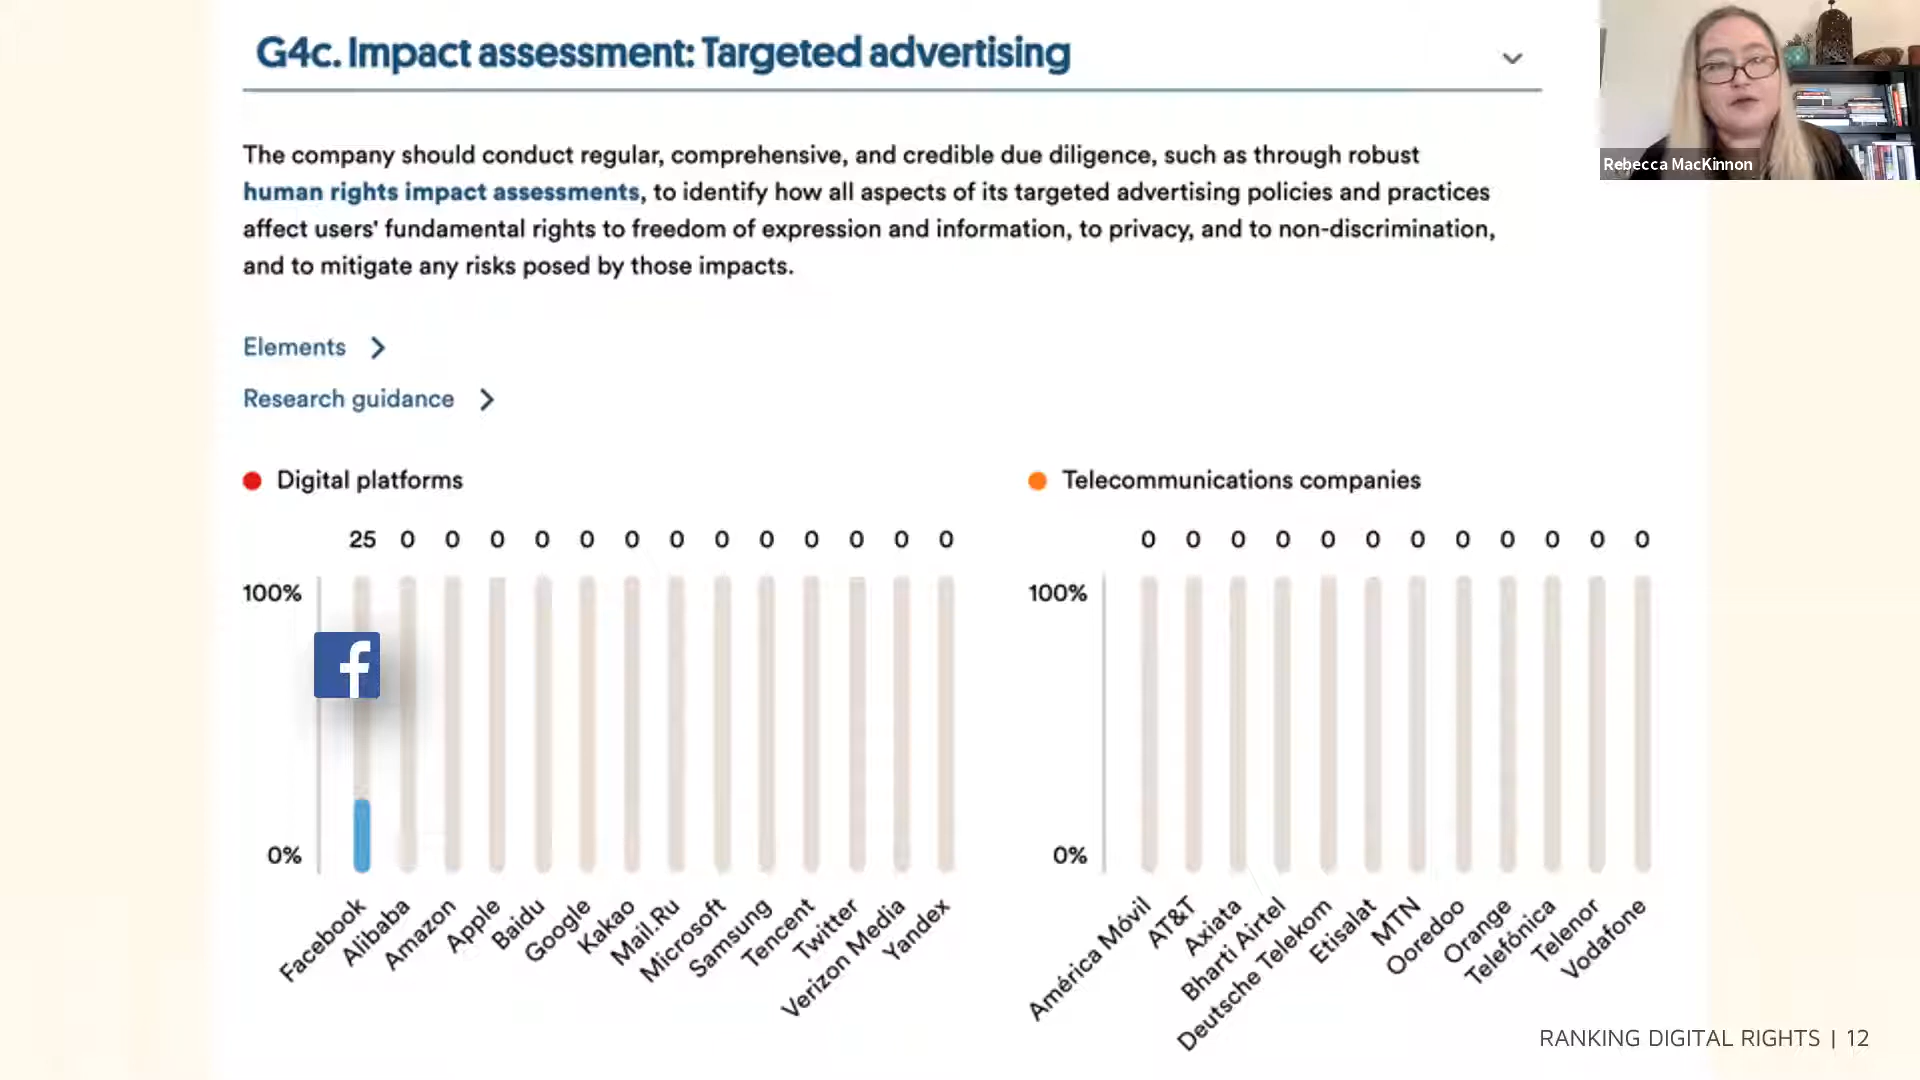 G4c. Impact assessment: Targeted advertising
Rebecca MacKinnon
The company should conduct regular, comprehensive, and credible due diligence, such as through robust
human rights impact assessments, to identify how all aspects of its targeted advertising policies and practices
affect users' fundamental rights to freedom of expression and information, to privacy, and to non-discrimination,
and to mitigate any risks posed by those impacts.
Elements
Research guidance
Digital platforms
25 0 0 0 0 0 0 0 0 0 0 0 0 0
100%
f
0%
Facebook
Alibaba
Amazon
Apple
Baidu
Google
Kakao
Mail.Ru
Microsoft
Samsung
Tencent
Twitter
Verizon Media
Yandex
Telecommunications companies
0 0 0 0 0 0 0 0 0 0 0 0
100%
0%
América Móvil
AT&T
Axiata
Bharti Airtel
Deutsche Telekom
Etisalat
MTN
Ooredoo
Orange
Telefónica
Telenor
Vodafone
RANKING DIGITAL RIGHTS | 12